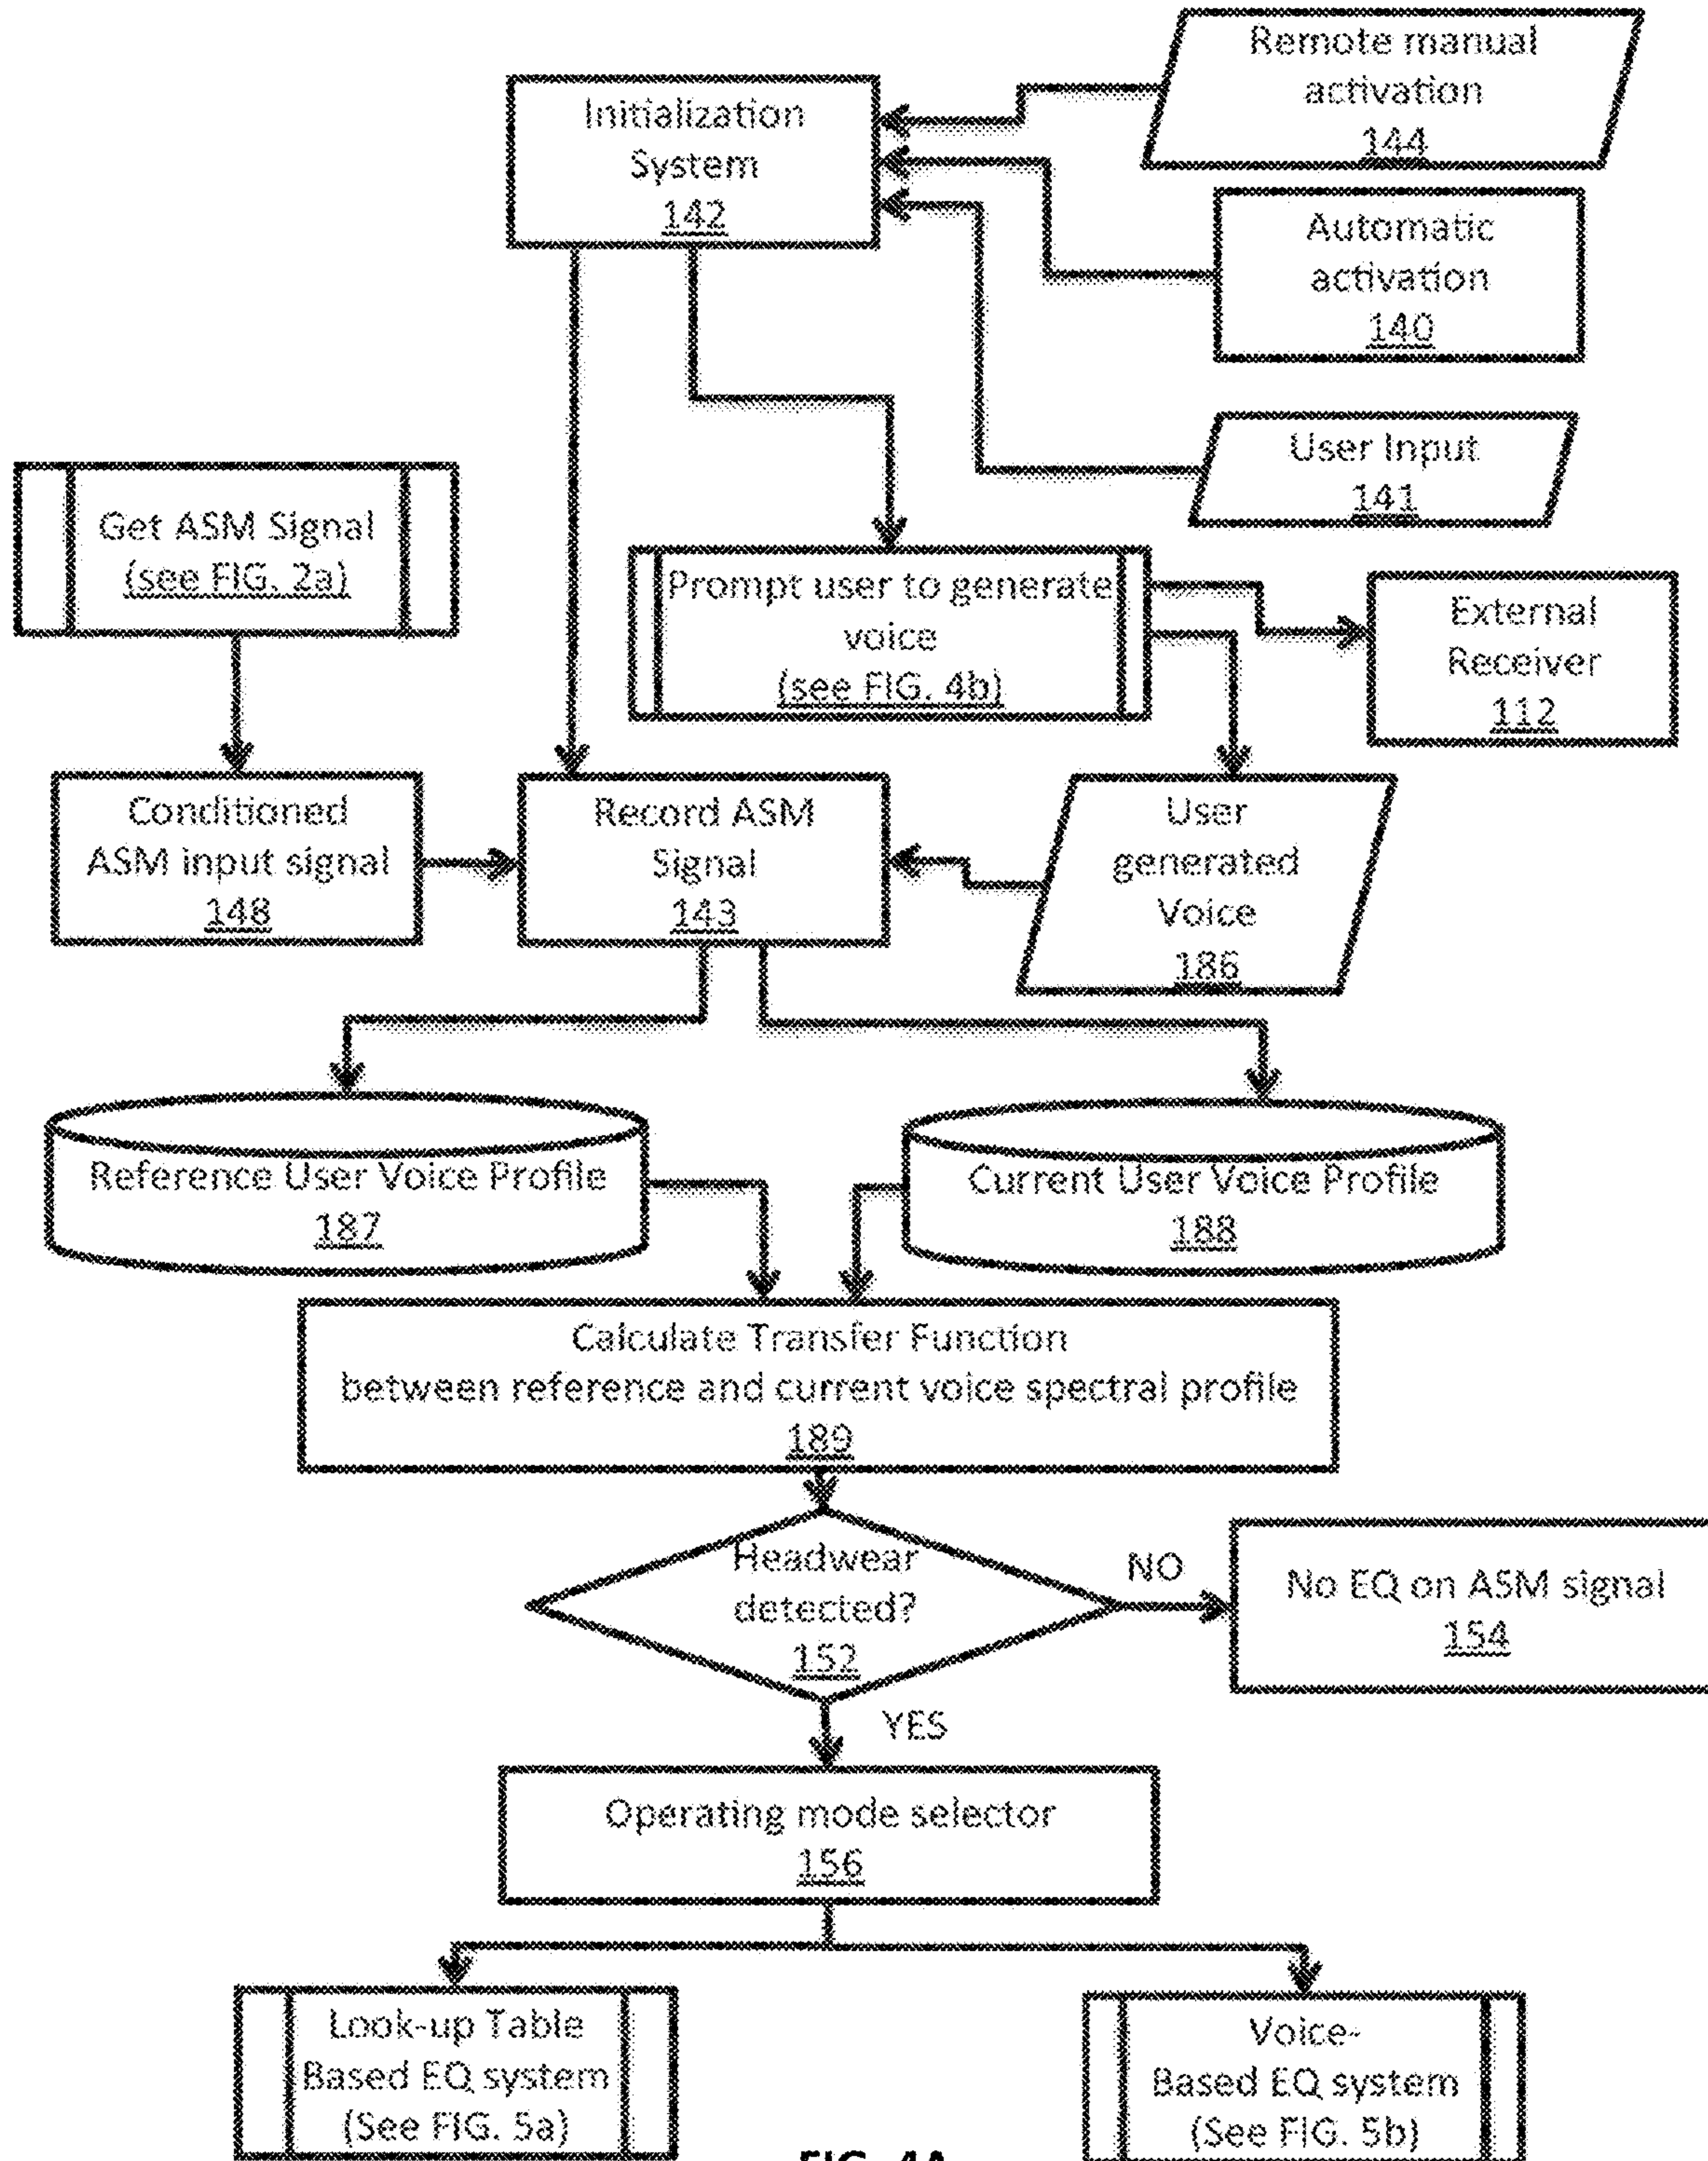 Remote manual
activation
144
Initialization
System
142
Automatic
activation
140
User Input
141
Get ASM Signal
(see FIG. 2a)
Prompt user to generate
voice
(see FIG. 4b)
External
Receiver
112
Conditioned
ASM input signal
148
Record ASM
Signal
143
User
generated
Voice
186
Reference User Voice Profile
187
Current User Voice Profile
188
Calculate Transfer Function
between reference and current voice spectral profile
189
Headwear
detected?
152
NO
No EQ on ASM signal
154
YES
Operating mode selector
156
Look-up Table
Based EQ system
(See FIG. 5a)
Voice-
Based EQ system
(See FIG. 5b)
FIG. 4A